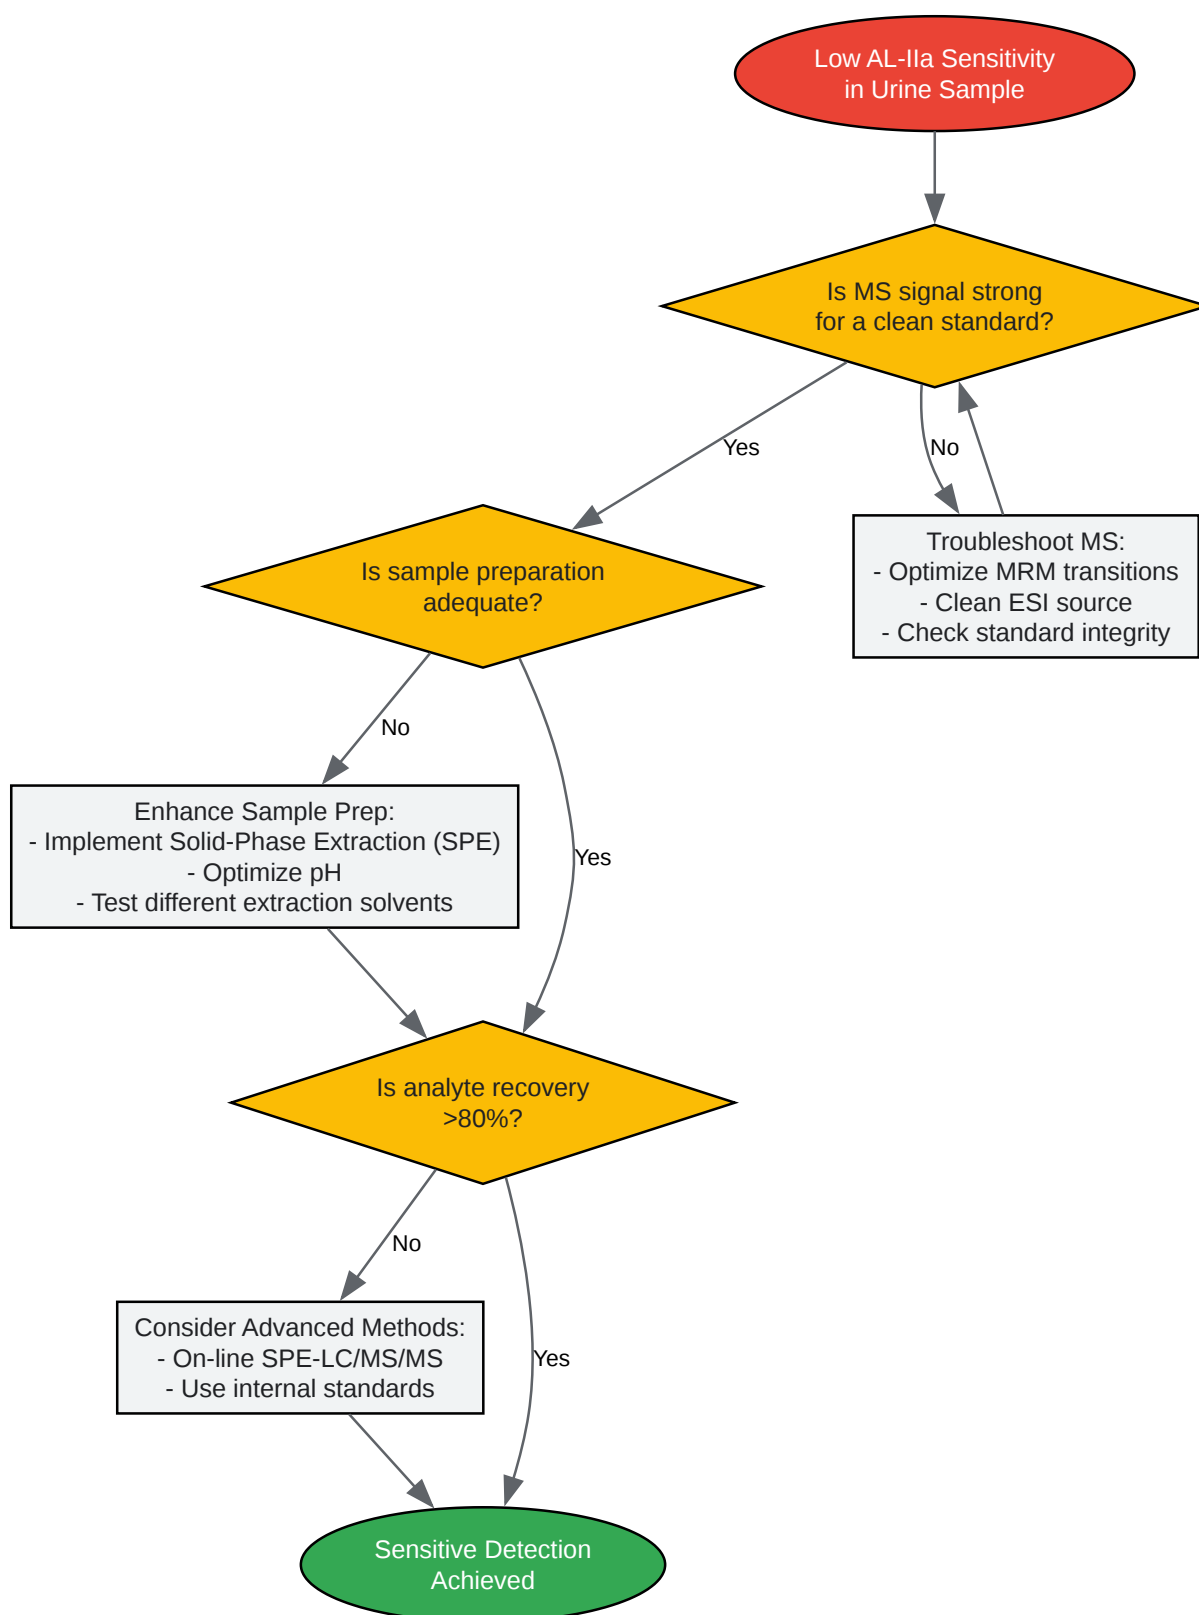 Low AL-IIa Sensitivity
in Urine Sample
Is MS signal strong
for a clean standard?
Yes
No
Is sample preparation
adequate?
Troubleshoot MS:
- Optimize MRM transitions
- Clean ESI source
- Check standard integrity
No
Yes
Enhance Sample Prep:
- Implement Solid-Phase Extraction (SPE)
- Optimize pH
- Test different extraction solvents
Is analyte recovery
>80%?
No
Yes
Consider Advanced Methods:
- On-line SPE-LC/MS/MS
- Use internal standards
Sensitive Detection
Achieved